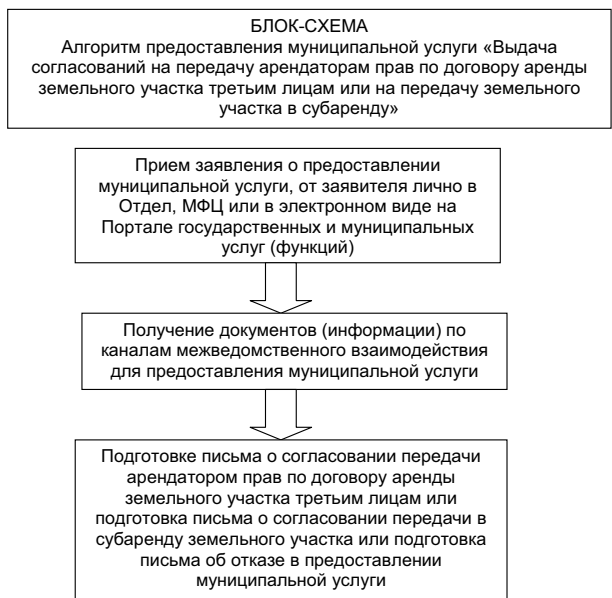 БЛОК-СХЕМА
Алгоритм предоставления муниципальной услуги «Выдача
согласований на передачу арендаторам прав по договору аренды
земельного участка третьим лицам или на передачу земельного
участка в субаренду»
Прием заявления о предоставлении
муниципальной услуги, от заявителя лично в
Отдел, МФЦ или в электронном виде на
Портале государственных и муниципальных
услуг (функций)
Получение документов (информации) по
каналам межведомственного взаимодействия
для предоставления муниципальной услуги
Подготовке письма о согласовании передачи
арендатором прав по договору аренды
земельного участка третьим лицам или
подготовка письма о согласовании передачи в
субаренду земельного участка или подготовка
письма об отказе в предоставлении
муниципальной услуги